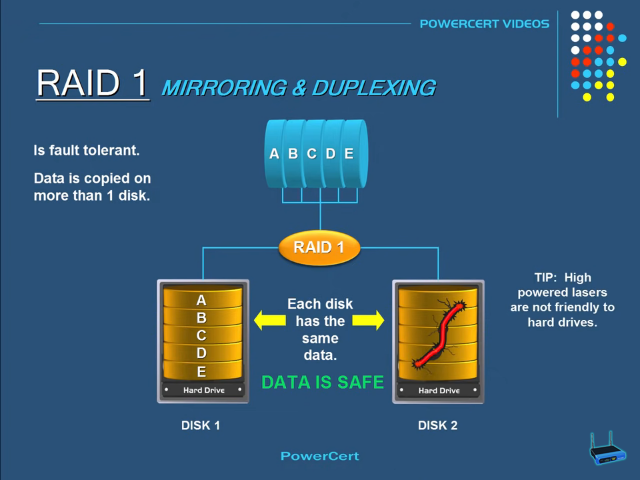 POWERCERT VIDEOS
RAID 1 MIRRORING & DUPLEXING
Is fault tolerant.
Data is copied on
more than 1 disk.
A B C D E
RAID 1
A
B
C
D
E
Hard Drive
DISK 1
Each disk
has the
same
data.
DATA IS SAFE
Hard Drive
DISK 2
TIP: High
powered lasers
are not friendly to
hard drives.
PowerCert